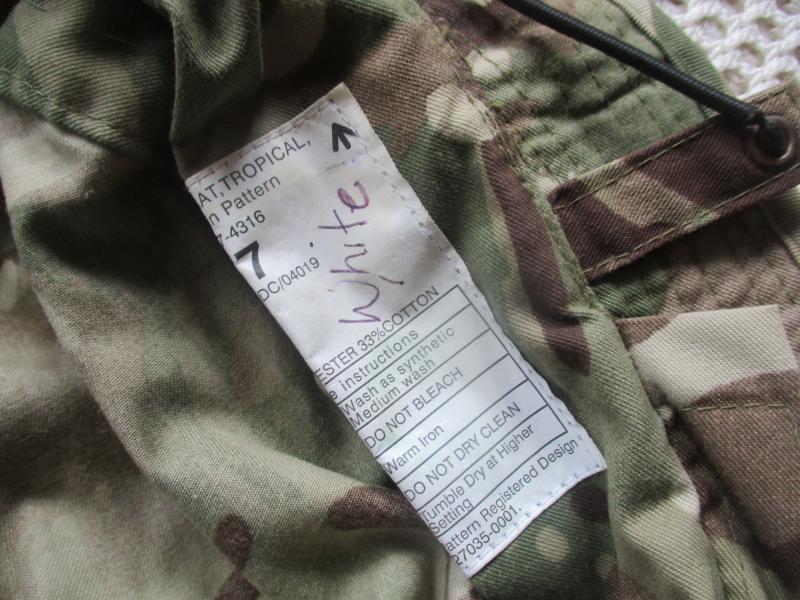 AT, TROPICAL,
n Pattern
7-4316
7
DC/04019
White
ESTER 33%COTTON
e instructions
Wash as synthetic
Medium wash
DO NOT BLEACH
Warm Iron
DO NOT DRY CLEAN
Tumble Dry at Higher
Setting
attern Registered Design
27035-0001.